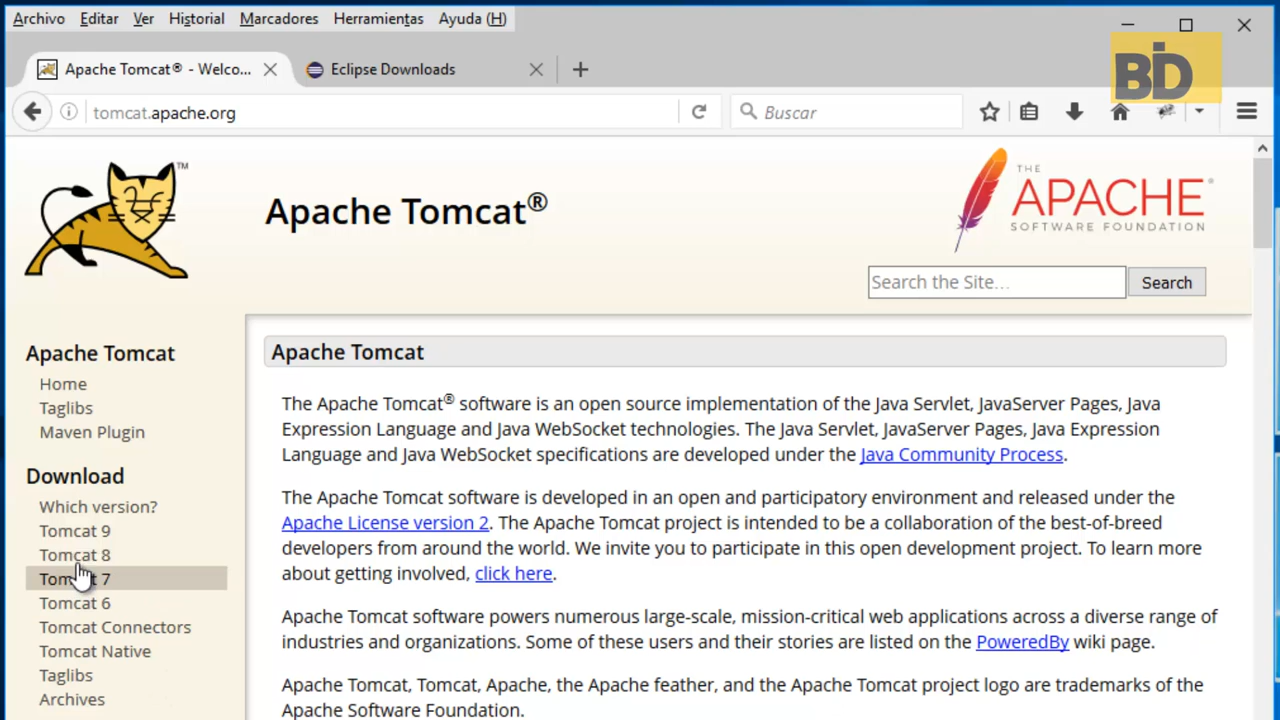 Archivo Editar Ver Historial Marcadores Herramientas Ayuda (H)
Apache Tomcat® - Welco...
Eclipse Downloads
tomcat.apache.org
Buscar
BID
TM
Apache Tomcat®
THE
APACHE®
SOFTWARE FOUNDATION
Search the Site...
Search
Apache Tomcat
Home
Taglibs
Maven Plugin
Download
Which version?
Tomcat 9
Tomcat 8
Tomcat 7
Tomcat 6
Tomcat Connectors
Tomcat Native
Taglibs
Archives
Apache Tomcat
The Apache Tomcat® software is an open source implementation of the Java Servlet, JavaServer Pages, Java
Expression Language and Java WebSocket technologies. The Java Servlet, JavaServer Pages, Java Expression
Language and Java WebSocket specifications are developed under the Java Community Process.
The Apache Tomcat software is developed in an open and participatory environment and released under the
Apache License version 2. The Apache Tomcat project is intended to be a collaboration of the best-of-breed
developers from around the world. We invite you to participate in this open development project. To learn more
about getting involved, click here.
Apache Tomcat software powers numerous large-scale, mission-critical web applications across a diverse range of
industries and organizations. Some of these users and their stories are listed on the PoweredBy wiki page.
Apache Tomcat, Tomcat, Apache, the Apache feather, and the Apache Tomcat project logo are trademarks of the
Apache Software Foundation.